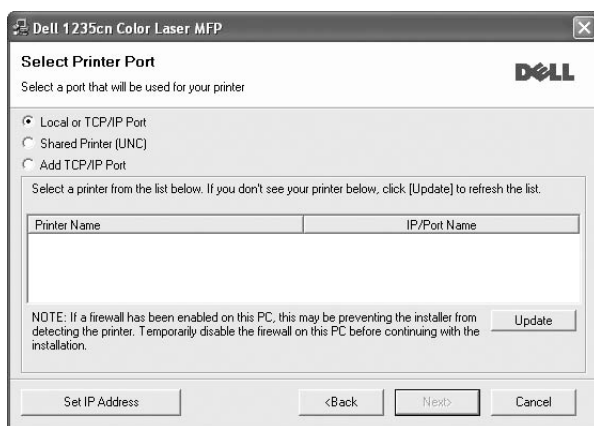 Dell 1235cn Color Laser MFP
Select Printer Port
Select a port that will be used for your printer
DELL
Local or TCP/IP Port
Shared Printer (UNC)
Add TCP/IP Port
Select a printer from the list below. If you don't see your printer below, click [Update] to refresh the list.
Printer Name IP/Port Name
NOTE: If a firewall has been enabled on this PC, this may be preventing the installer from
detecting the printer. Temporarily disable the firewall on this PC before continuing with the
installation.
Update
Set IP Address <Back Next> Cancel